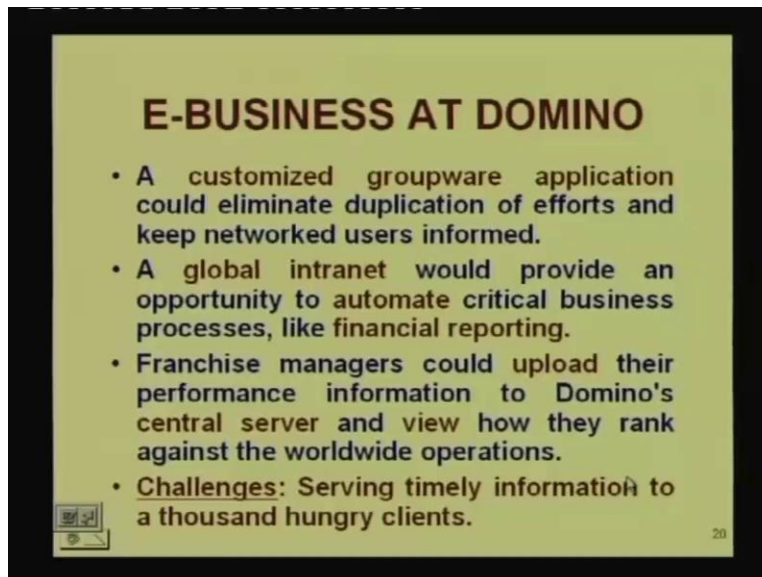 E-BUSINESS AT DOMINO
• A customized groupware application
could eliminate duplication of efforts and
keep networked users informed.
• A global intranet would provide an
opportunity to automate critical business
processes, like financial reporting.
• Franchise managers could upload their
performance information to Domino's
central server and view how they rank
against the worldwide operations.
• Challenges: Serving timely information to
a thousand hungry clients.
20